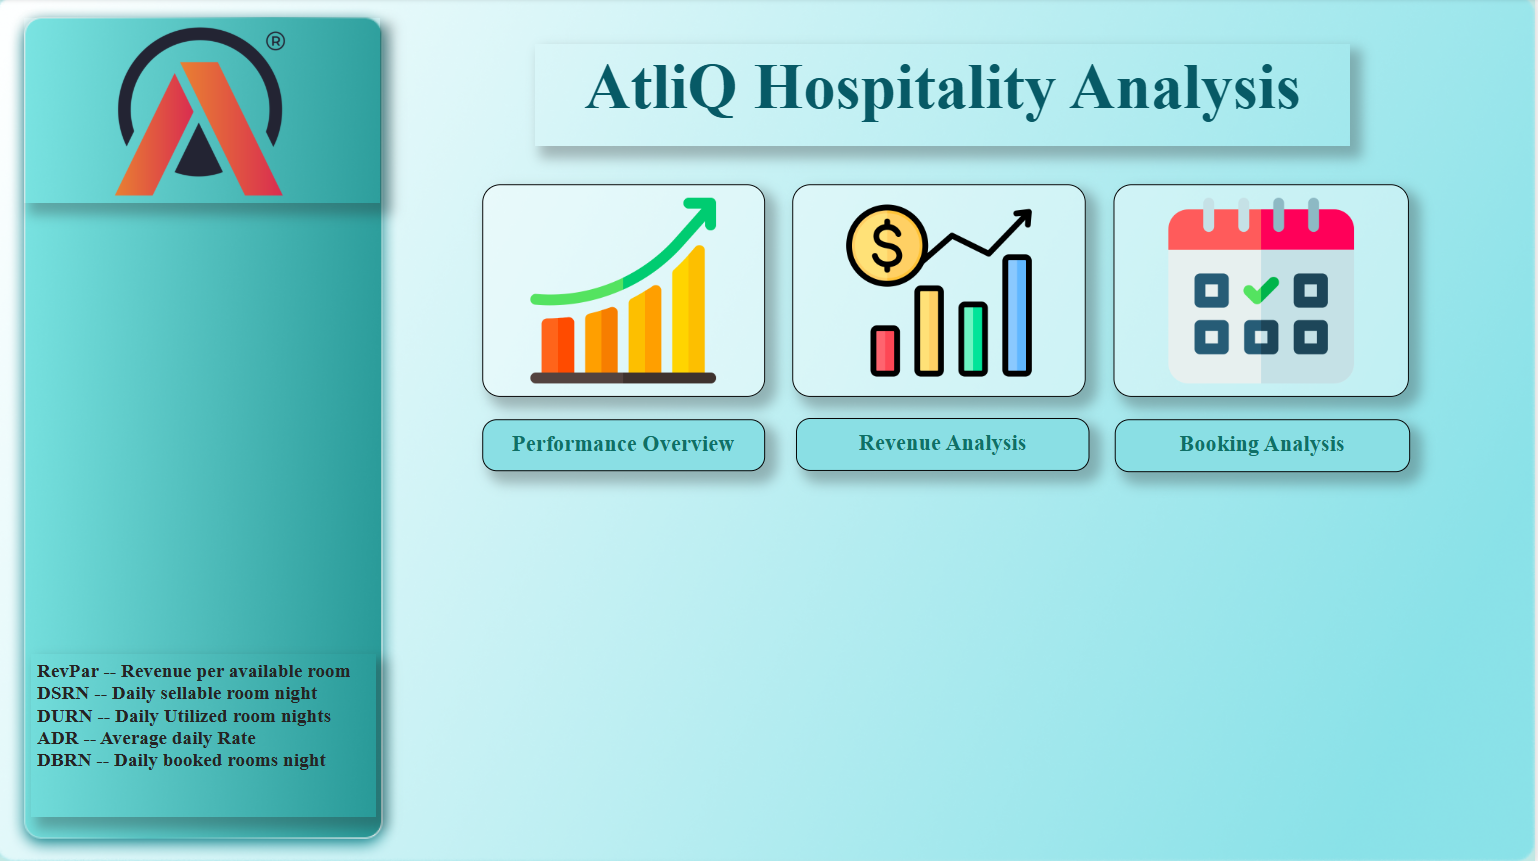 ®
AtliQ Hospitality Analysis
$
Performance Overview
Revenue Analysis
Booking Analysis
RevPar -- Revenue per available room
DSRN -- Daily sellable room night
DURN -- Daily Utilized room nights
ADR -- Average daily Rate
DBRN -- Daily booked rooms night